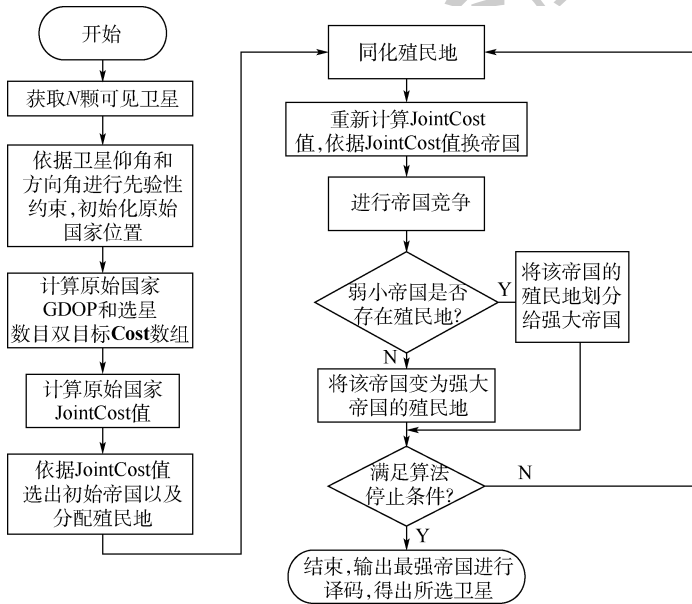 开始
获取N颗可见卫星
依据卫星仰角和
方向角进行先验性
约束,初始化原始
国家位置
计算原始国家
GDOP和选星
数目双目标Cost数组
计算原始国家
JointCost值
依据JointCost值
选出初始帝国以及
分配殖民地
同化殖民地
重新计算JointCost
值,依据JointCost值换帝国
进行帝国竞争
弱小帝国是否
存在殖民地?
Y
将该帝国的
殖民地划分
给强大帝国
N
将该帝国变为强大
帝国的殖民地
满足算法
停止条件?
N
Y
结束,输出最强帝国进行
译码,得出所选卫星